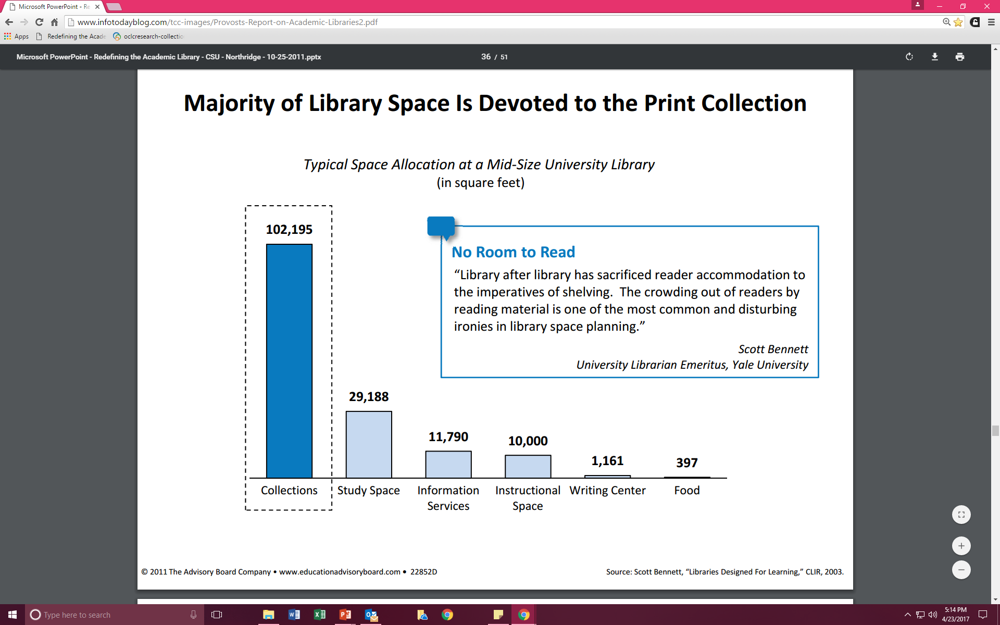 Microsoft PowerPoint - Re
www.infotodayblog.com/tcc-images/Provosts-Report-on-Academic-Libraries2.pdf
Apps
Redefining the Acade
oclcresearch-collectio
Microsoft PowerPoint - Redefining the Academic Library - CSU - Northridge - 10-25-2011.pptx
36 / 51
Majority of Library Space Is Devoted to the Print Collection
Typical Space Allocation at a Mid-Size University Library
(in square feet)
102,195
No Room to Read
“Library after library has sacrificed reader accommodation to
the imperatives of shelving.  The crowding out of readers by
reading material is one of the most common and disturbing
ironies in library space planning.”
Scott Bennett
University Librarian Emeritus, Yale University
29,188
11,790
10,000
1,161
397
Collections
Study Space
Information
Services
Instructional
Space
Writing Center
Food
© 2011 The Advisory Board Company • www.educationadvisoryboard.com • 22852D
Source: Scott Bennett, “Libraries Designed For Learning,” CLIR, 2003.
Type here to search
5:14 PM
4/23/2017